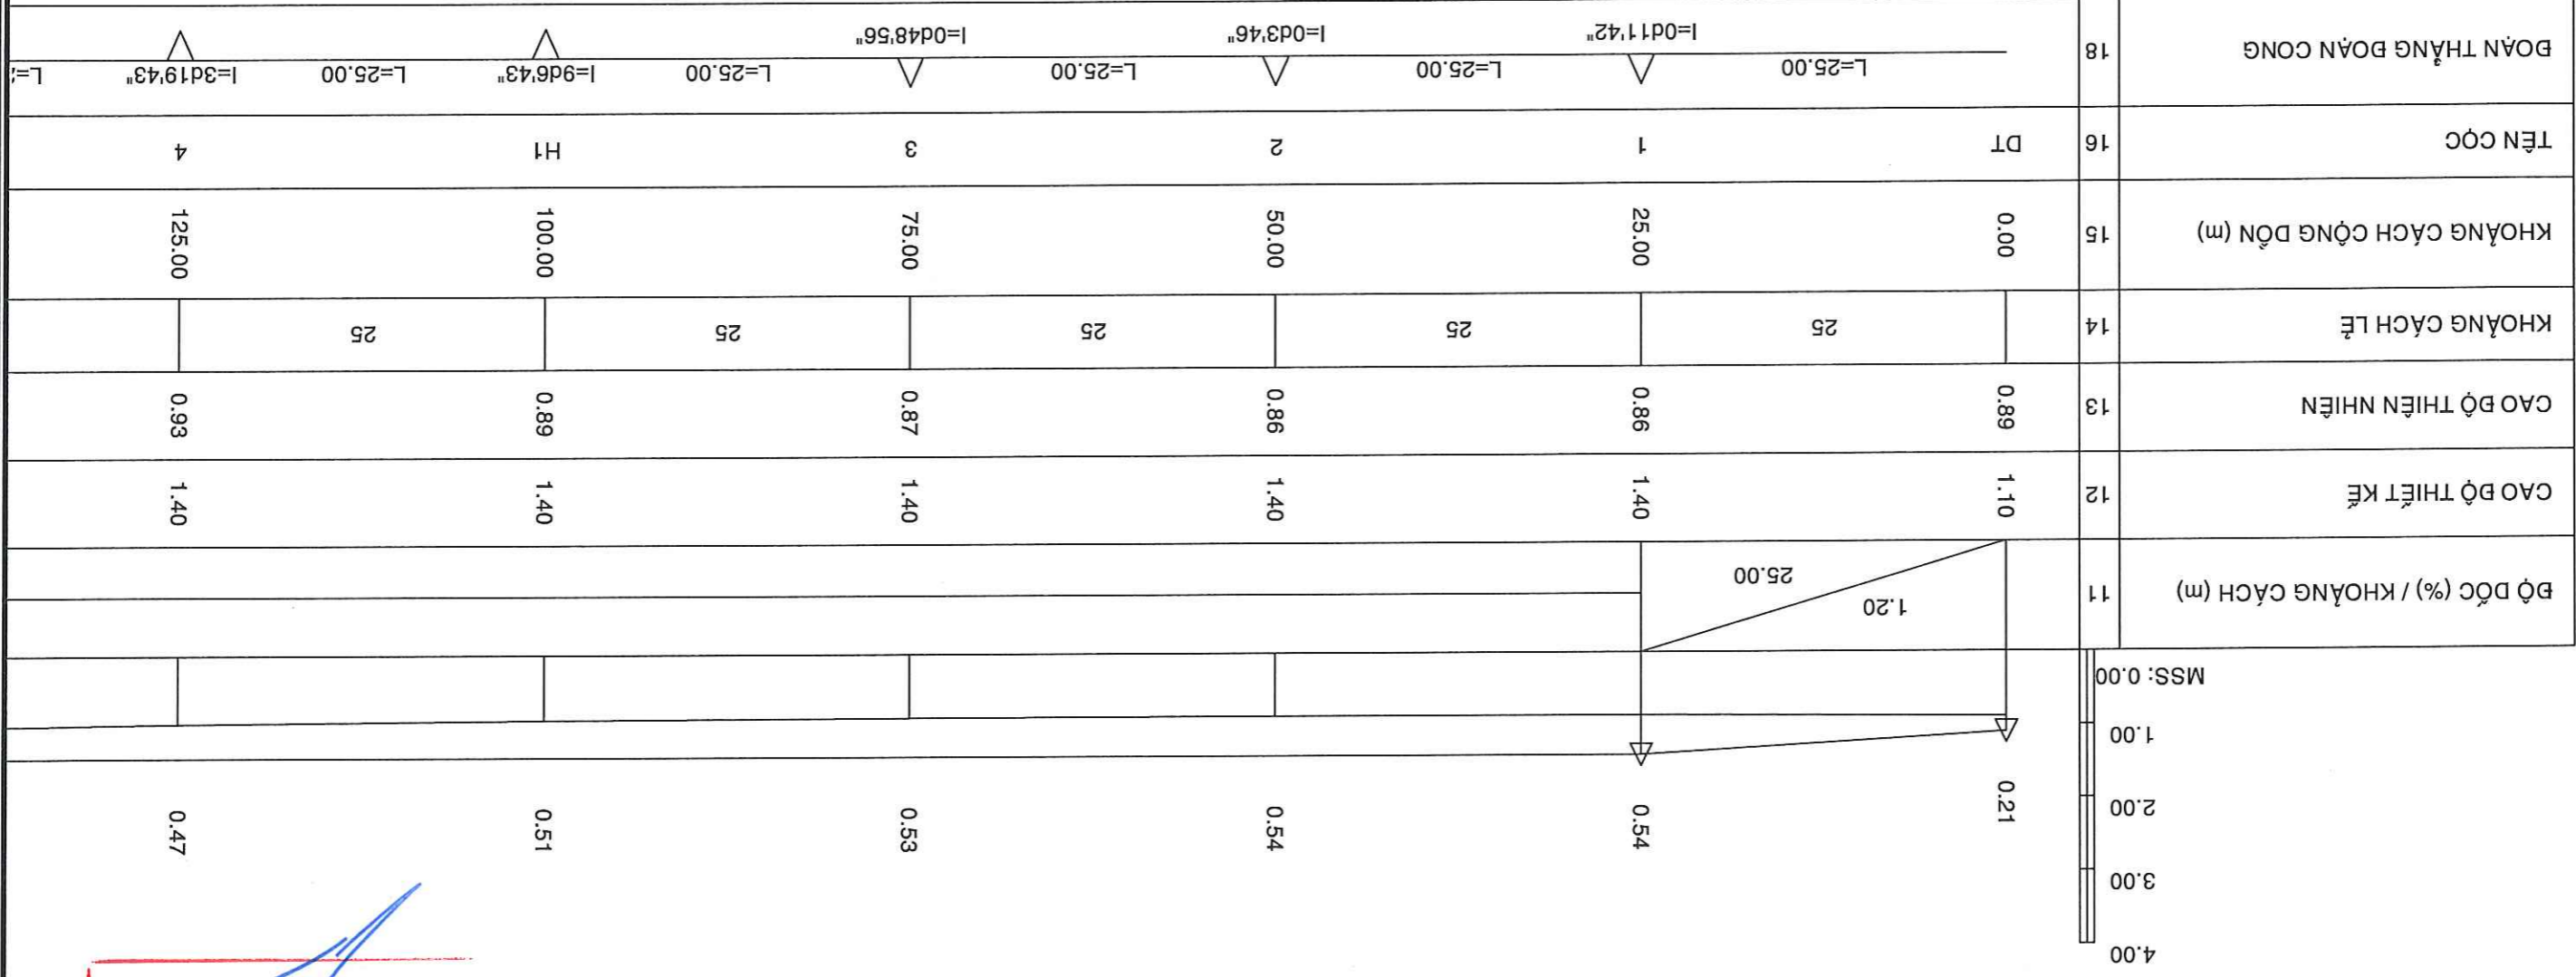 4.00
3.00
2.00
1.00
MSS: 0.00
0.21 0.54 0.54 0.53 0.51 0.47
ĐỘ DỐC (%) / KHOẢNG CÁCH (m) 11 1.20 25.00
CAO ĐỘ THIẾT KẾ 12 1.10 1.40 1.40 1.40 1.40 1.40
CAO ĐỘ THIÊN NHIÊN 13 0.89 0.86 0.86 0.87 0.89 0.93
KHOẢNG CÁCH LẺ 14 25 25 25 25 25
KHOẢNG CÁCH CỘNG DỒN (m) 15 0.00 25.00 50.00 75.00 100.00 125.00
TÊN CỌC 16 DT 1 2 3 H1 4
ĐOẠN THẲNG ĐOẠN CONG 18 L=25.00 L=25.00 L=25.00 L=25.00 I=9d6'43" L=25.00 I=3d19'43"
I=0d11'42" I=0d3'46" I=0d48'56"